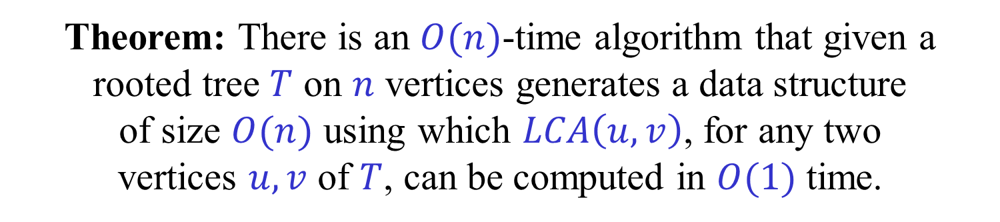 Theorem: There is an O(n)-time algorithm that given a
rooted tree T on n vertices generates a data structure
of size O(n) using which LCA(u, v), for any two
vertices u, v of T, can be computed in O(1) time.